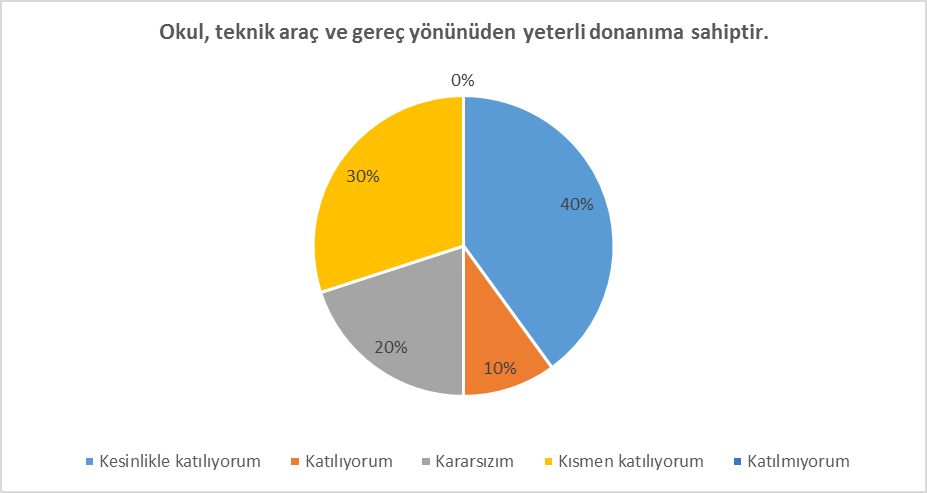 Okul, teknik araç ve gereç yönünüden yeterli donanıma sahiptir.
0%
30%
40%
20%
10%
Kesinlikle katılıyorum Katılıyorum Kararsızım Kısmen katılıyorum Katılmıyorum